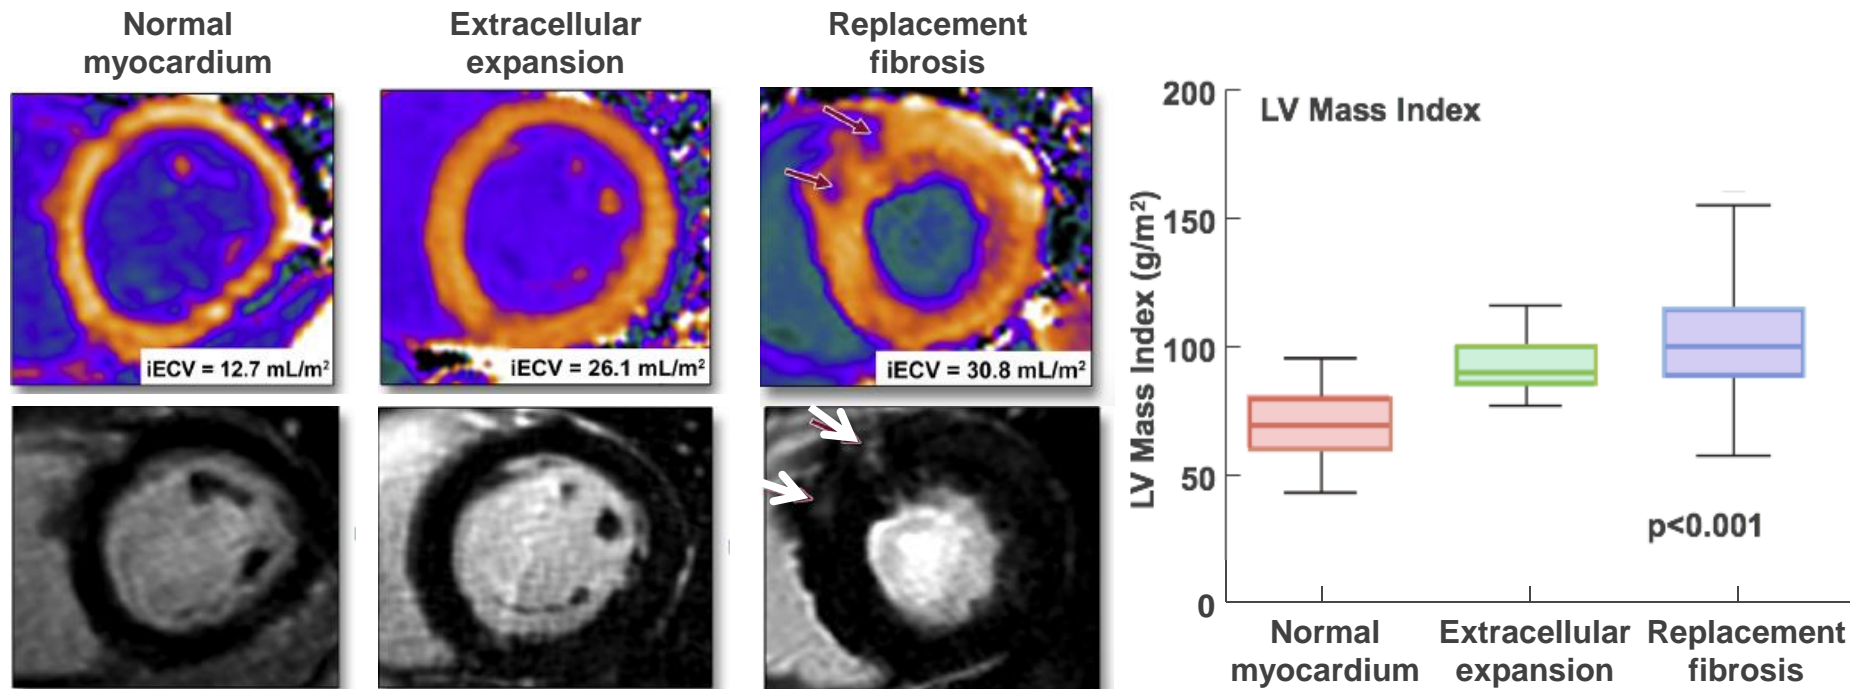 Normal
myocardium
Extracellular
expansion
Replacement
fibrosis
iECV = 12.7 mL/m²
iECV = 26.1 mL/m²
iECV = 30.8 mL/m²
LV Mass Index
LV Mass Index (g/m²)
200
150
100
50
0
p<0.001
Normal
myocardium
Extracellular
expansion
Replacement
fibrosis